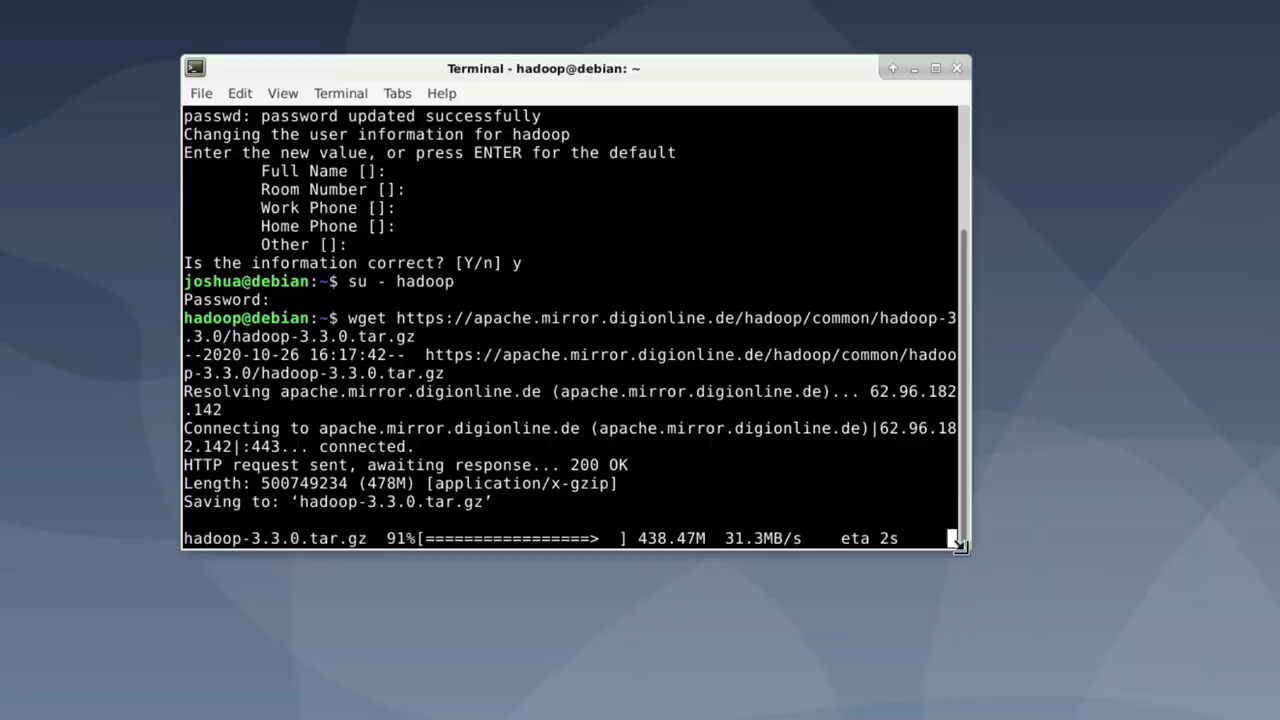 Terminal - hadoop@debian: ~
File Edit View Terminal Tabs Help
passwd: password updated successfully
Changing the user information for hadoop
Enter the new value, or press ENTER for the default
Full Name []:
Room Number []:
Work Phone []:
Home Phone []:
Other []:
Is the information correct? [Y/n] y
joshua@debian:~$ su - hadoop
Password:
hadoop@debian:~$ wget https://apache.mirror.digionline.de/hadoop/common/hadoop-3
.3.0/hadoop-3.3.0.tar.gz
--2020-10-26 16:17:42--  https://apache.mirror.digionline.de/hadoop/common/hadoo
p-3.3.0/hadoop-3.3.0.tar.gz
Resolving apache.mirror.digionline.de (apache.mirror.digionline.de)... 62.96.182
.142
Connecting to apache.mirror.digionline.de (apache.mirror.digionline.de)|62.96.18
2.142|:443... connected.
HTTP request sent, awaiting response... 200 OK
Length: 500749234 (478M) [application/x-gzip]
Saving to: ‘hadoop-3.3.0.tar.gz’
hadoop-3.3.0.tar.gz  91%[=================>  ] 438.47M  31.3MB/s    eta 2s